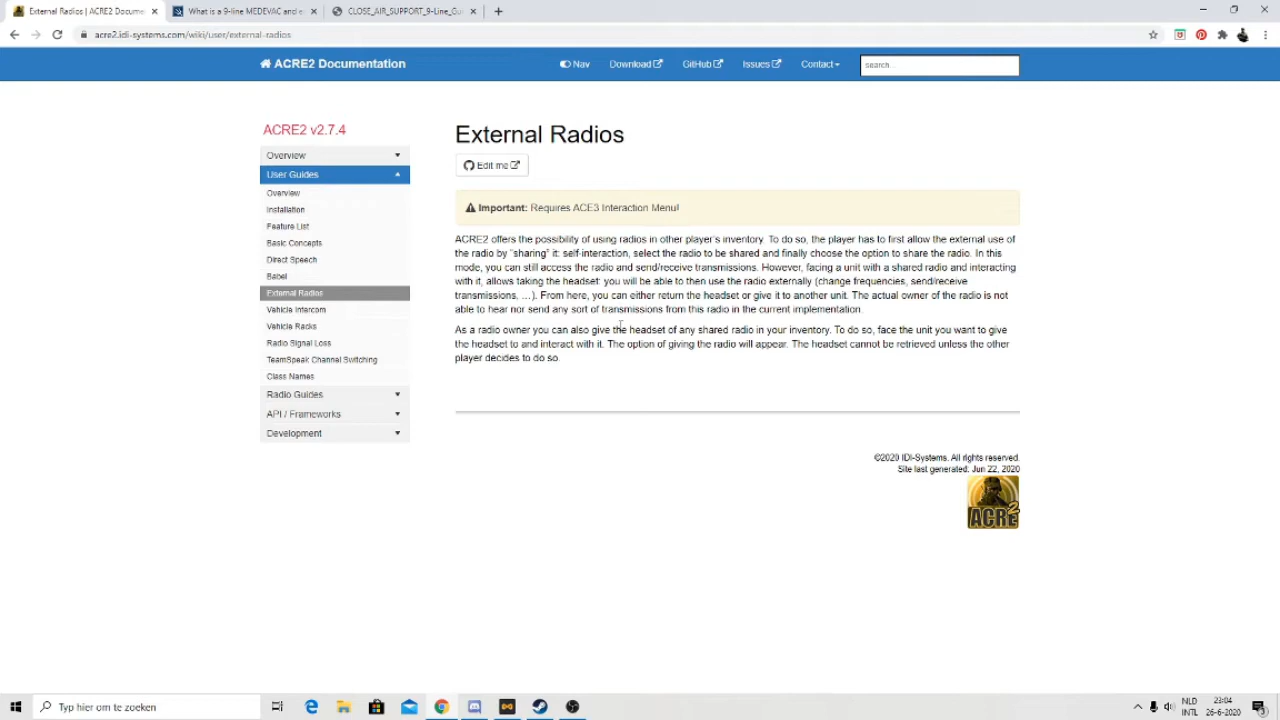 External Radios | ACRE2 Docume
What is a 9-line MEDEVAC and e
CLOSE_AIR_SUPPORT_9-Line_Gu
acre2.idi-systems.com/wiki/user/external-radios
ACRE2 Documentation
Nav
Download
GitHub
Issues
Contact
search...
ACRE2 v2.7.4
Overview
User Guides
Overview
Installation
Feature List
Basic Concepts
Direct Speech
Babel
External Radios
Vehicle Intercom
Vehicle Racks
Radio Signal Loss
TeamSpeak Channel Switching
Class Names
Radio Guides
API / Frameworks
Development
External Radios
Edit me
Important: Requires ACE3 Interaction Menu!
ACRE2 offers the possibility of using radios in other player's inventory. To do so, the player has to first allow the external use of
the radio by "sharing" it: self-interaction, select the radio to be shared and finally choose the option to share the radio. In this
mode, you can still access the radio and send/receive transmissions. However, facing a unit with a shared radio and interacting
with it, allows taking the headset: you will be able to then use the radio externally (change frequencies, send/receive
transmissions, ...). From here, you can either return the headset or give it to another unit. The actual owner of the radio is not
able to hear nor send any sort of transmissions from this radio in the current implementation.
As a radio owner you can also give the headset of any shared radio in your inventory. To do so, face the unit you want to give
the headset to and interact with it. The option of giving the radio will appear. The headset cannot be retrieved unless the other
player decides to do so.
©2020 IDI-Systems. All rights reserved.
Site last generated: Jun 22, 2020
ACRE2
Typ hier om te zoeken
NLD
INTL
23:04
26-6-2020